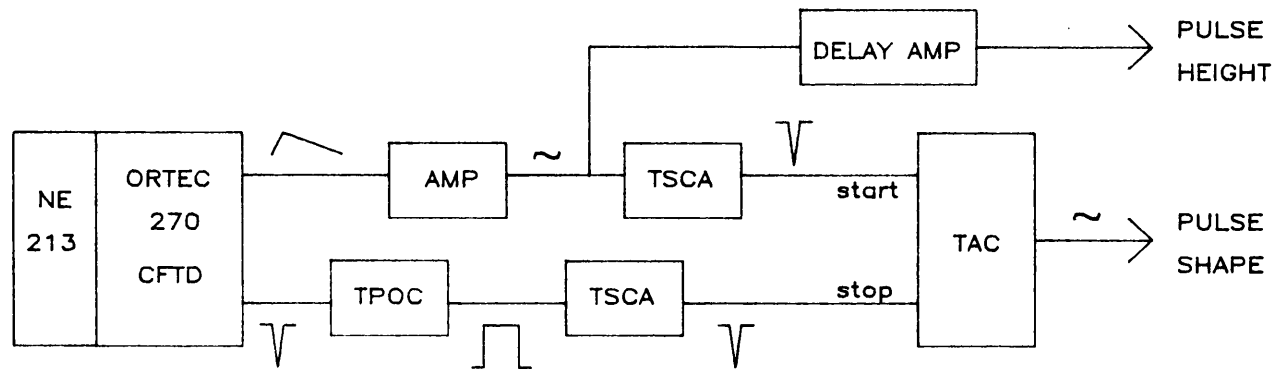 DELAY AMP
PULSE
HEIGHT
NE
213
ORTEC
270
CFTD
AMP
~
TSCA
start
TAC
~
PULSE
SHAPE
TPOC
TSCA
stop